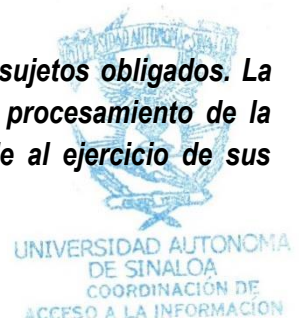 sujetos obligados. La
procesamiento de la
le al ejercicio de sus
UNIVERSIDAD AUTONOMA
DE SINALOA
COORDINACIÓN DE
ACCESO A LA INFORMACIÓN